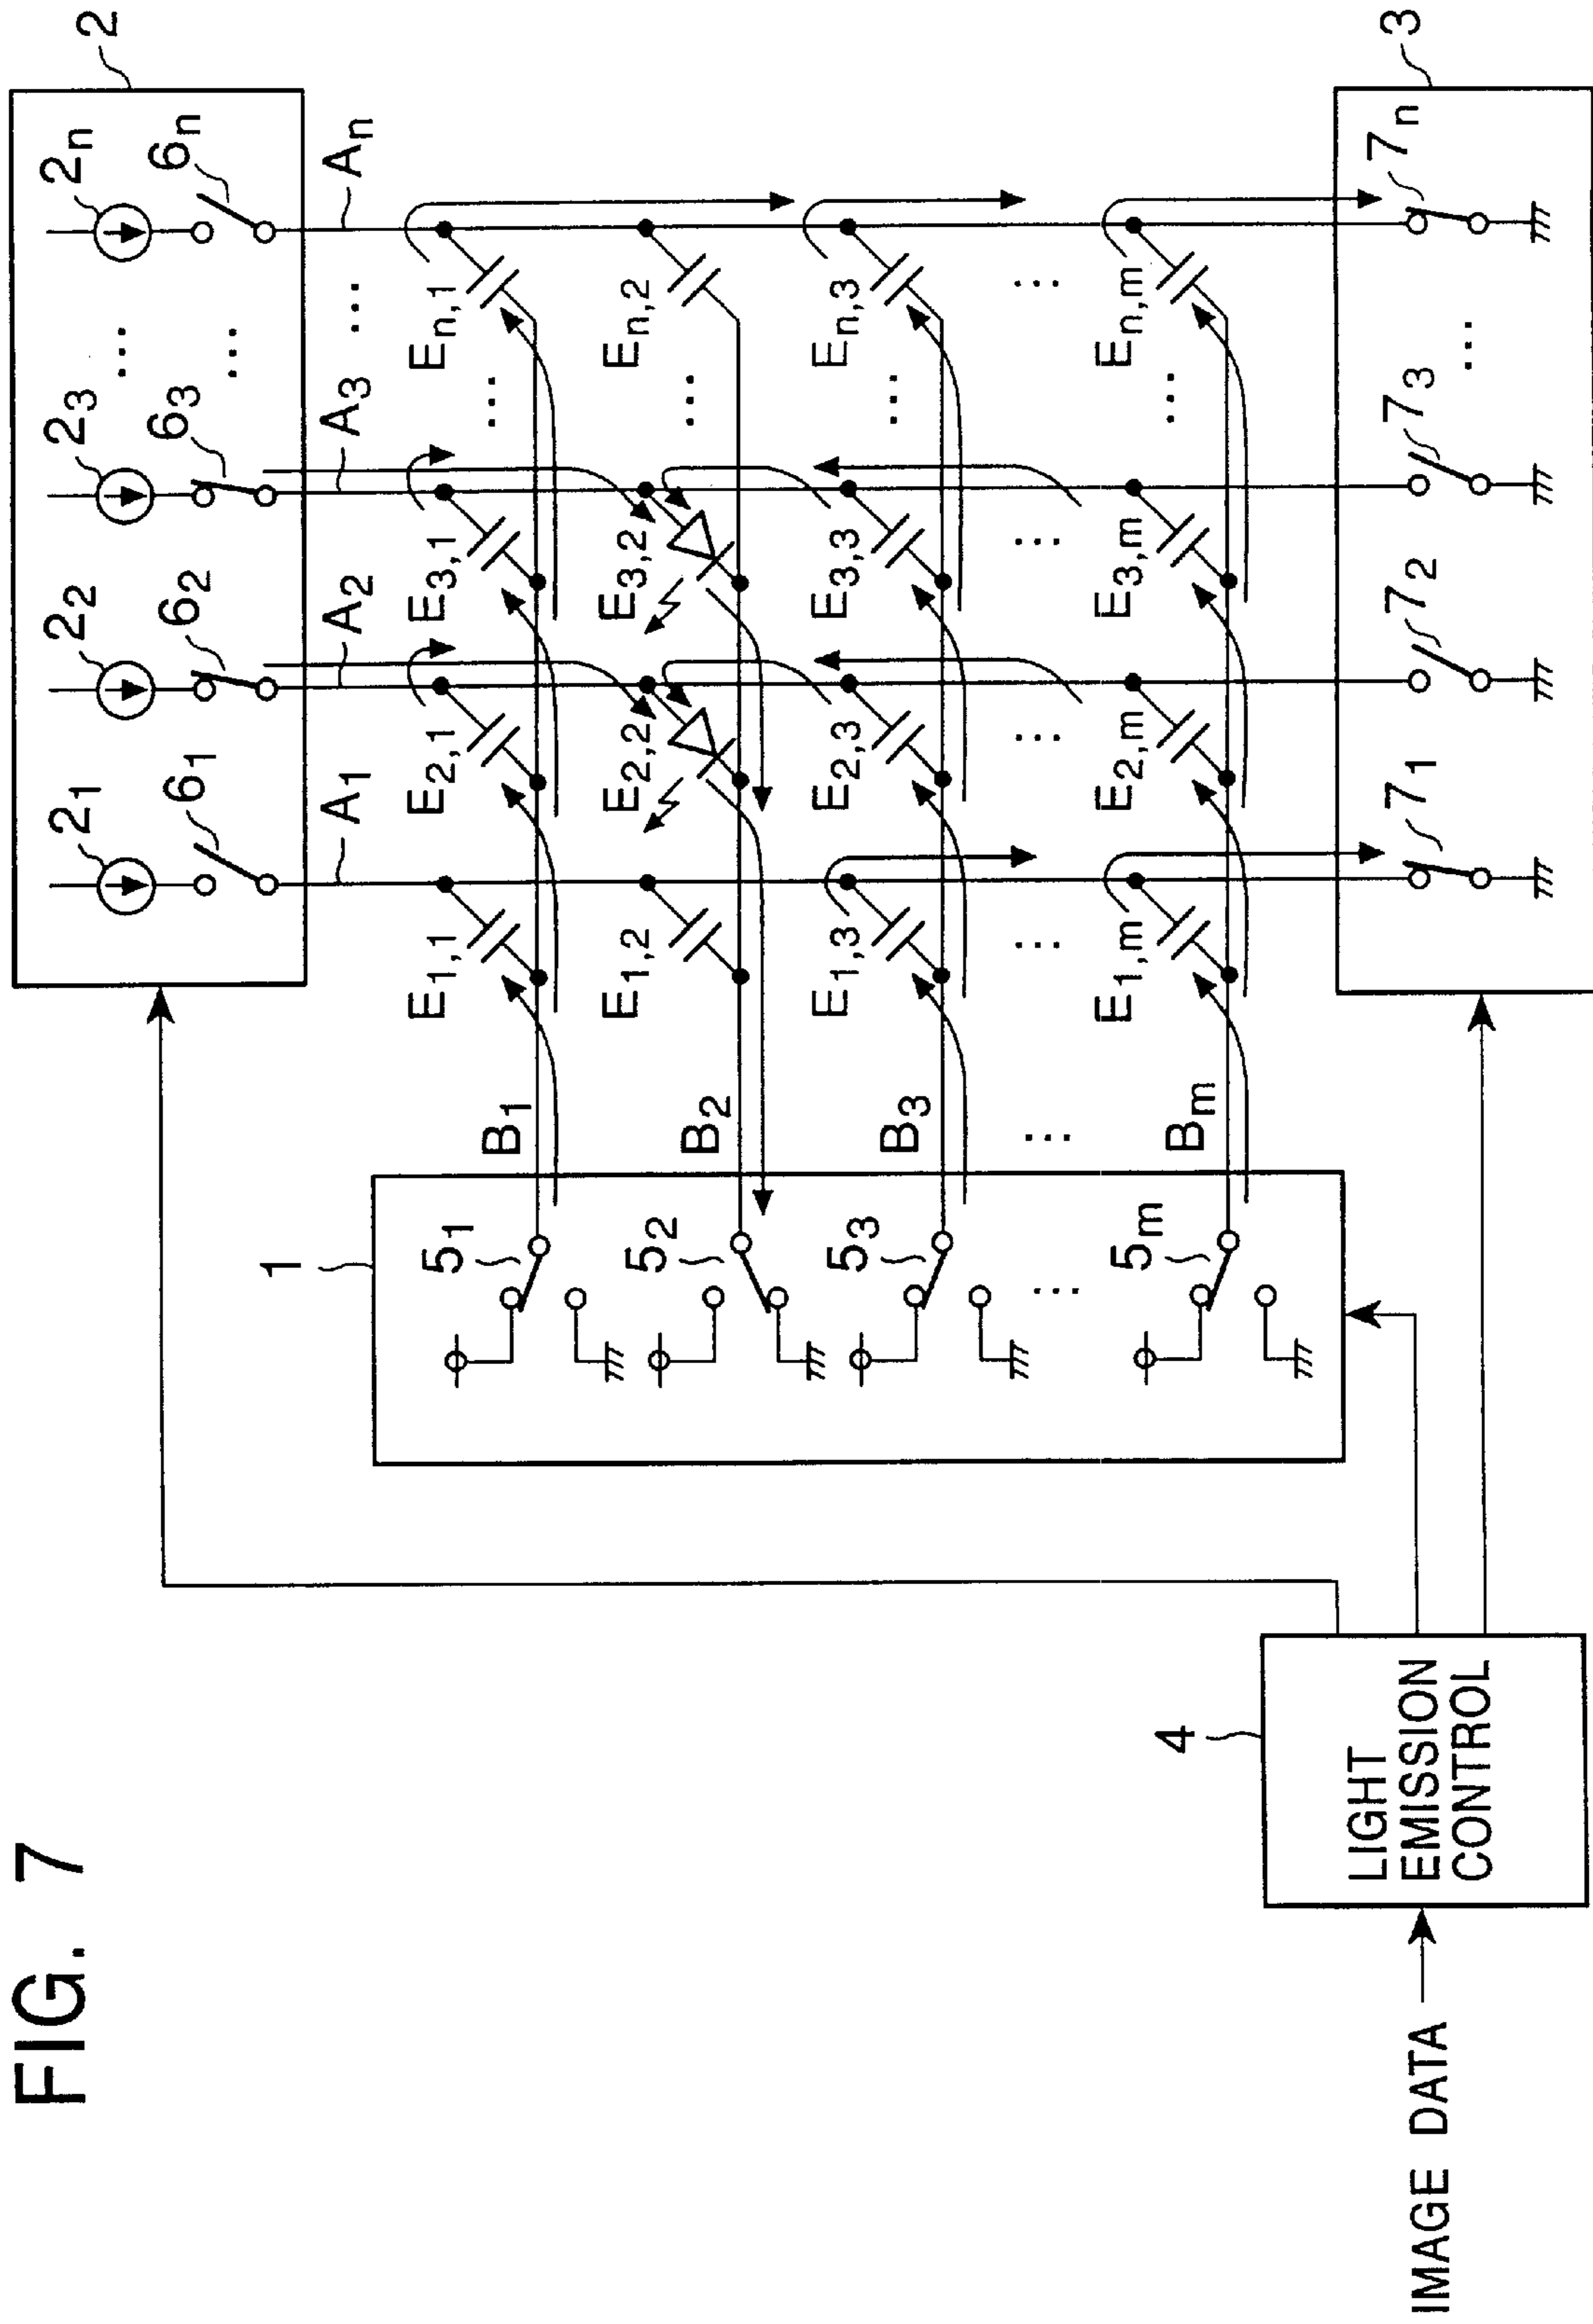 FIG. 7
2
2₁ 2₂ 2₃ ... 2ₙ
6₁ 6₂ 6₃ ... 6ₙ
A₁ A₂ A₃ ... Aₙ
1
5₁ B₁ E₁,₁ E₂,₁ E₃,₁ ... Eₙ,₁
5₂ B₂ E₁,₂ E₂,₂ E₃,₂ ... Eₙ,₂
5₃ B₃ E₁,₃ E₂,₃ E₃,₃ ... Eₙ,₃
... ... ... ... ... ...
5ₘ Bₘ E₁,ₘ E₂,ₘ E₃,ₘ ... Eₙ,ₘ
7₁ 7₂ 7₃ ... 7ₙ
3
4
LIGHT
EMISSION
CONTROL
IMAGE DATA